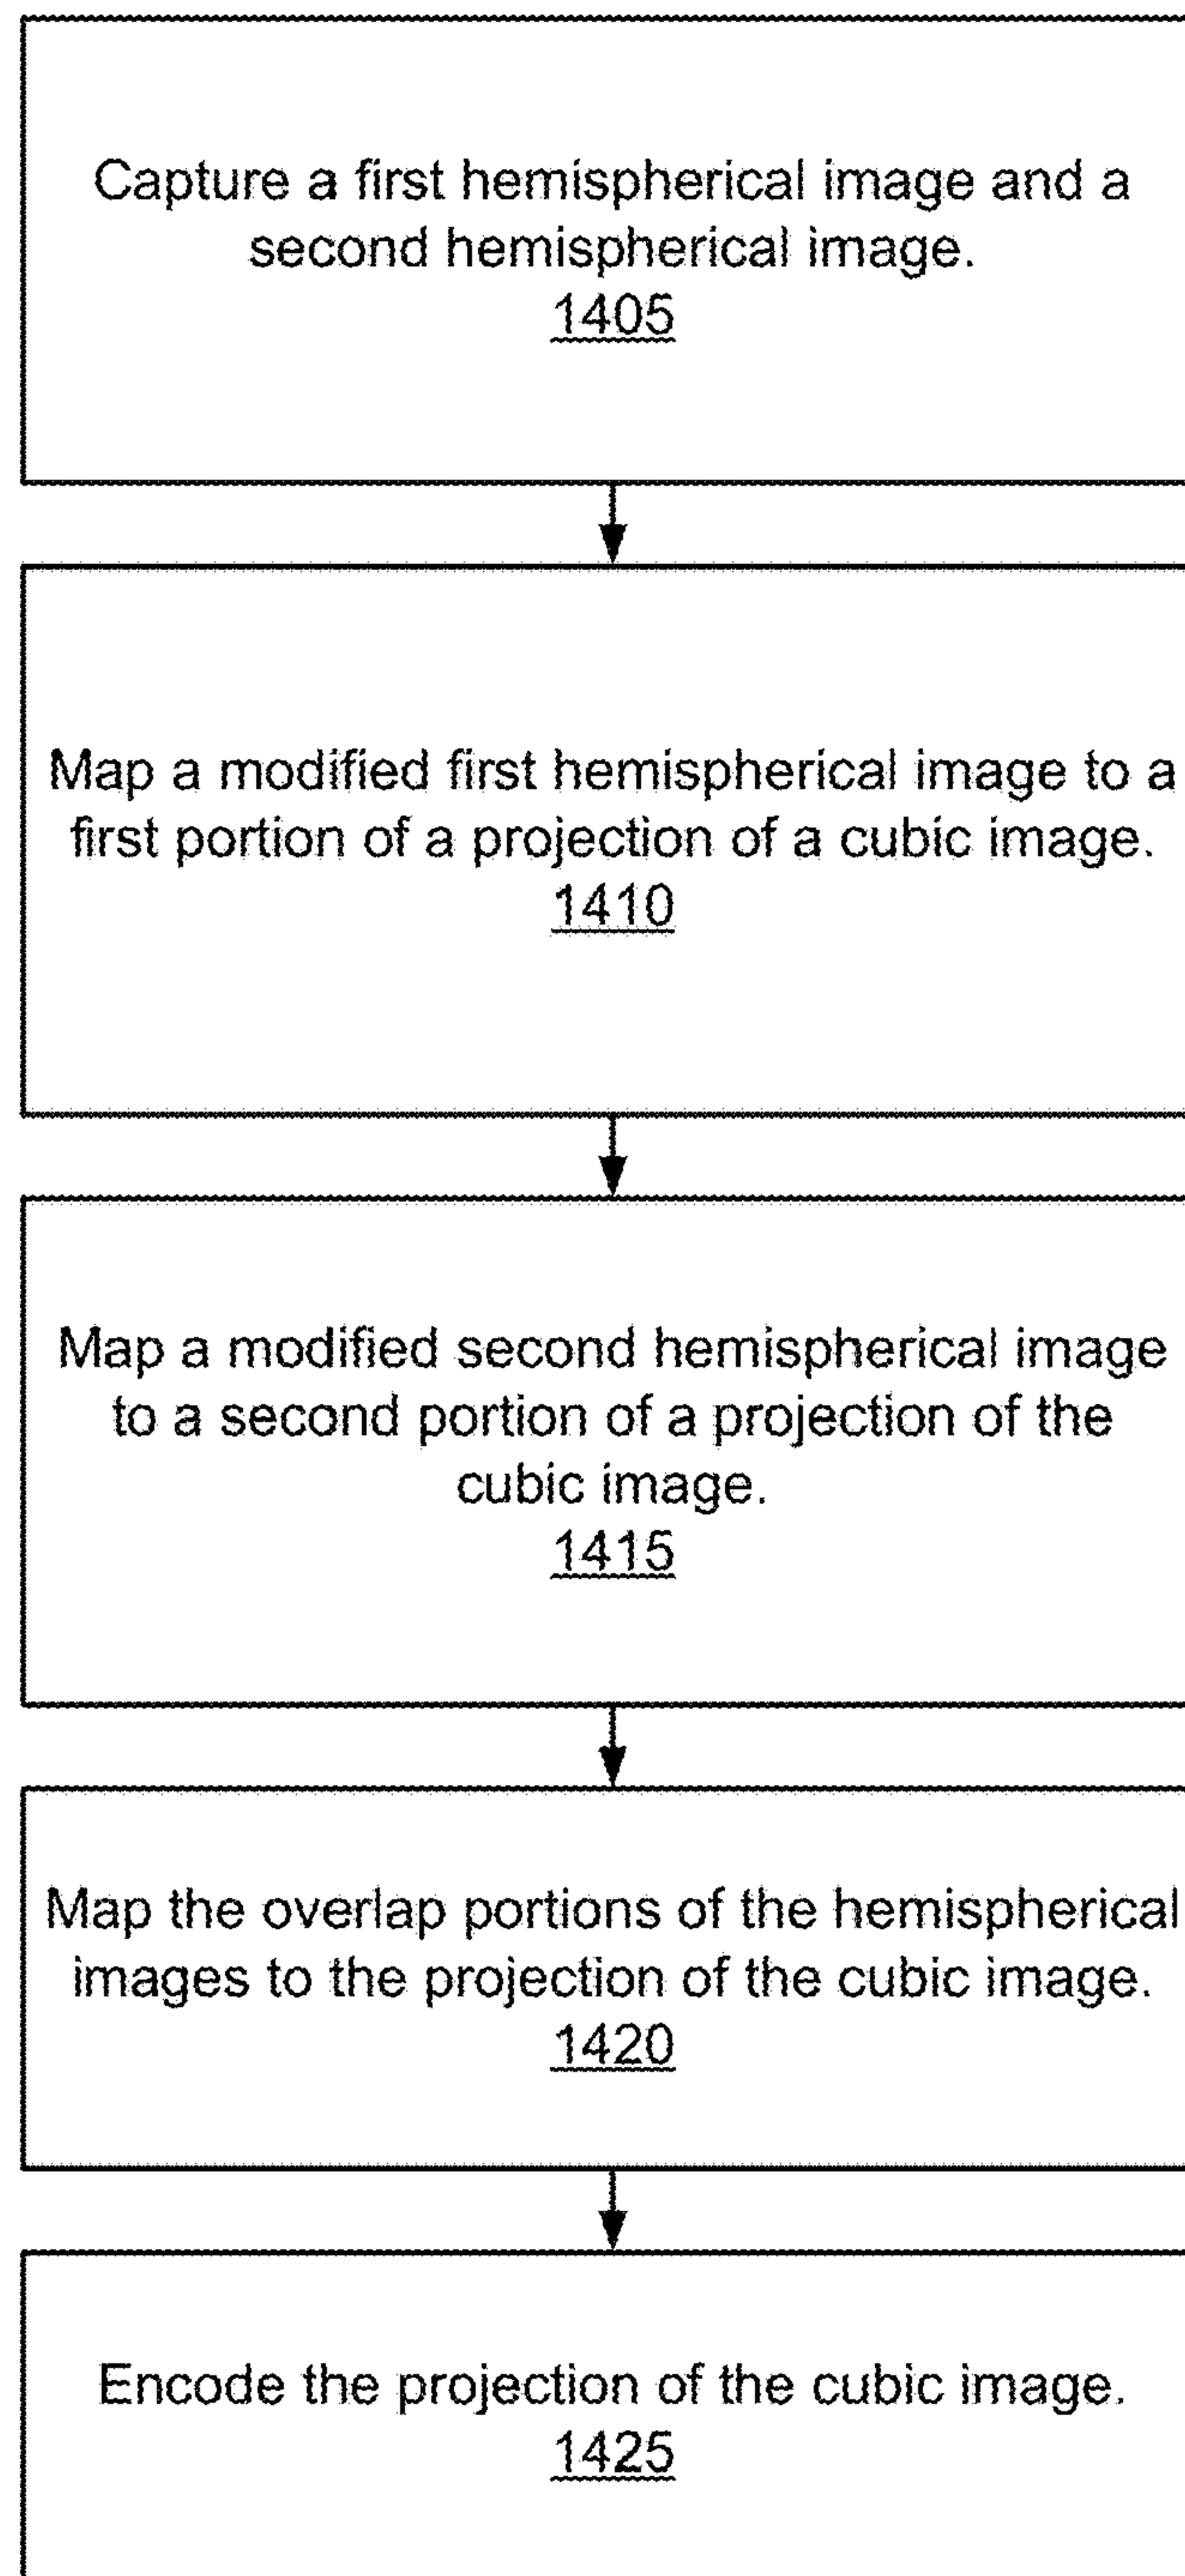 Capture a first hemispherical image and a
second hemispherical image.
1405
Map a modified first hemispherical image to a
first portion of a projection of a cubic image.
1410
Map a modified second hemispherical image
to a second portion of a projection of the
cubic image.
1415
Map the overlap portions of the hemispherical
images to the projection of the cubic image.
1420
Encode the projection of the cubic image.
1425